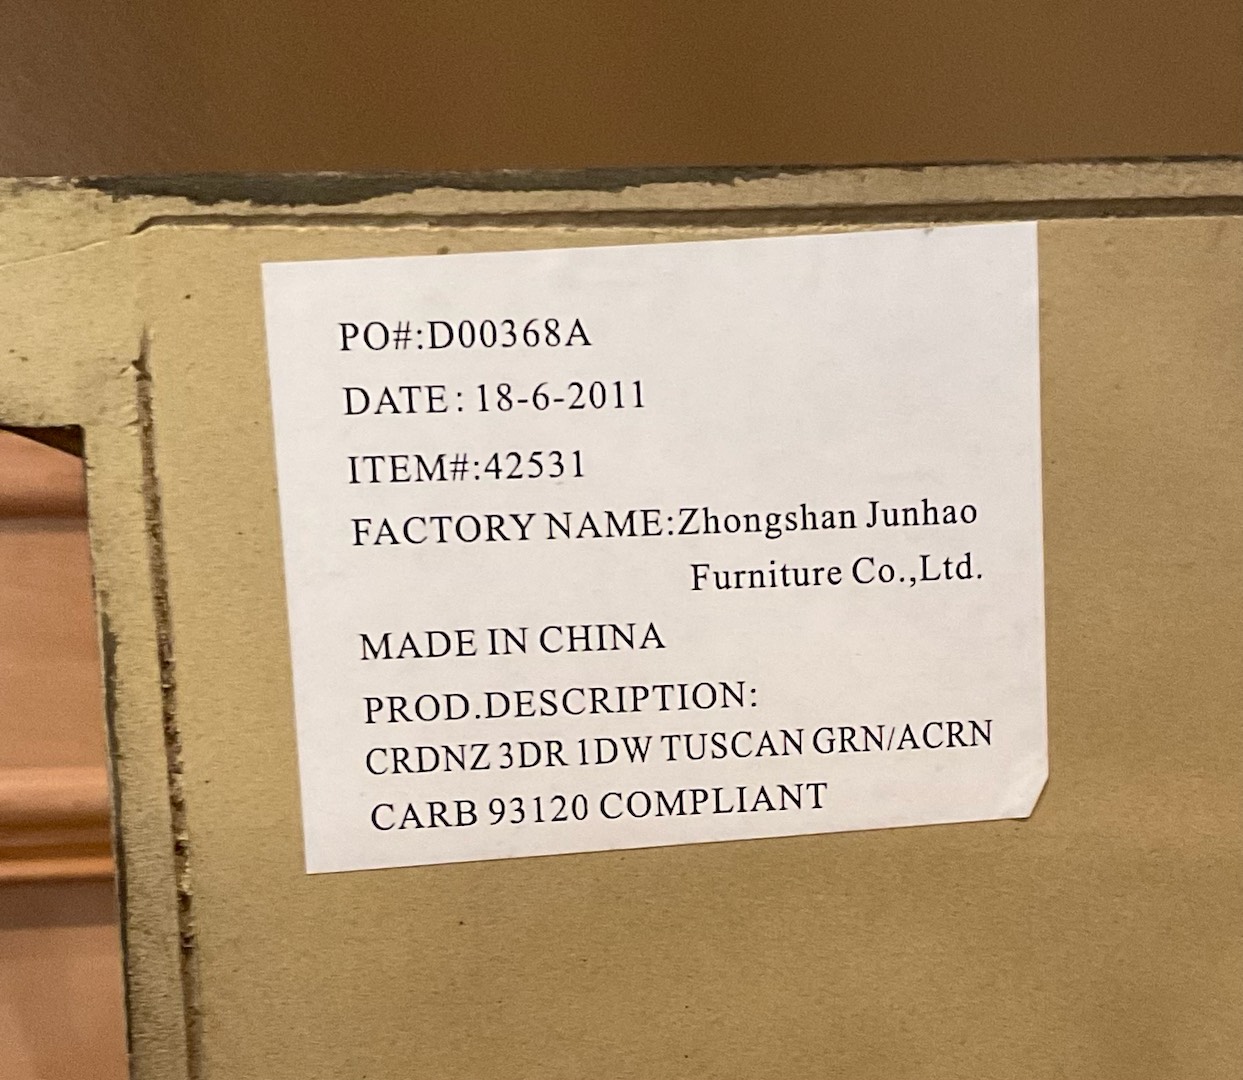 PO#:D00368A
DATE: 18-6-2011
ITEM#:42531
FACTORY NAME:Zhongshan Junhao
Furniture Co.,Ltd.
MADE IN CHINA
PROD.DESCRIPTION:
CRDNZ 3DR 1DW TUSCAN GRN/ACRN
CARB 93120 COMPLIANT